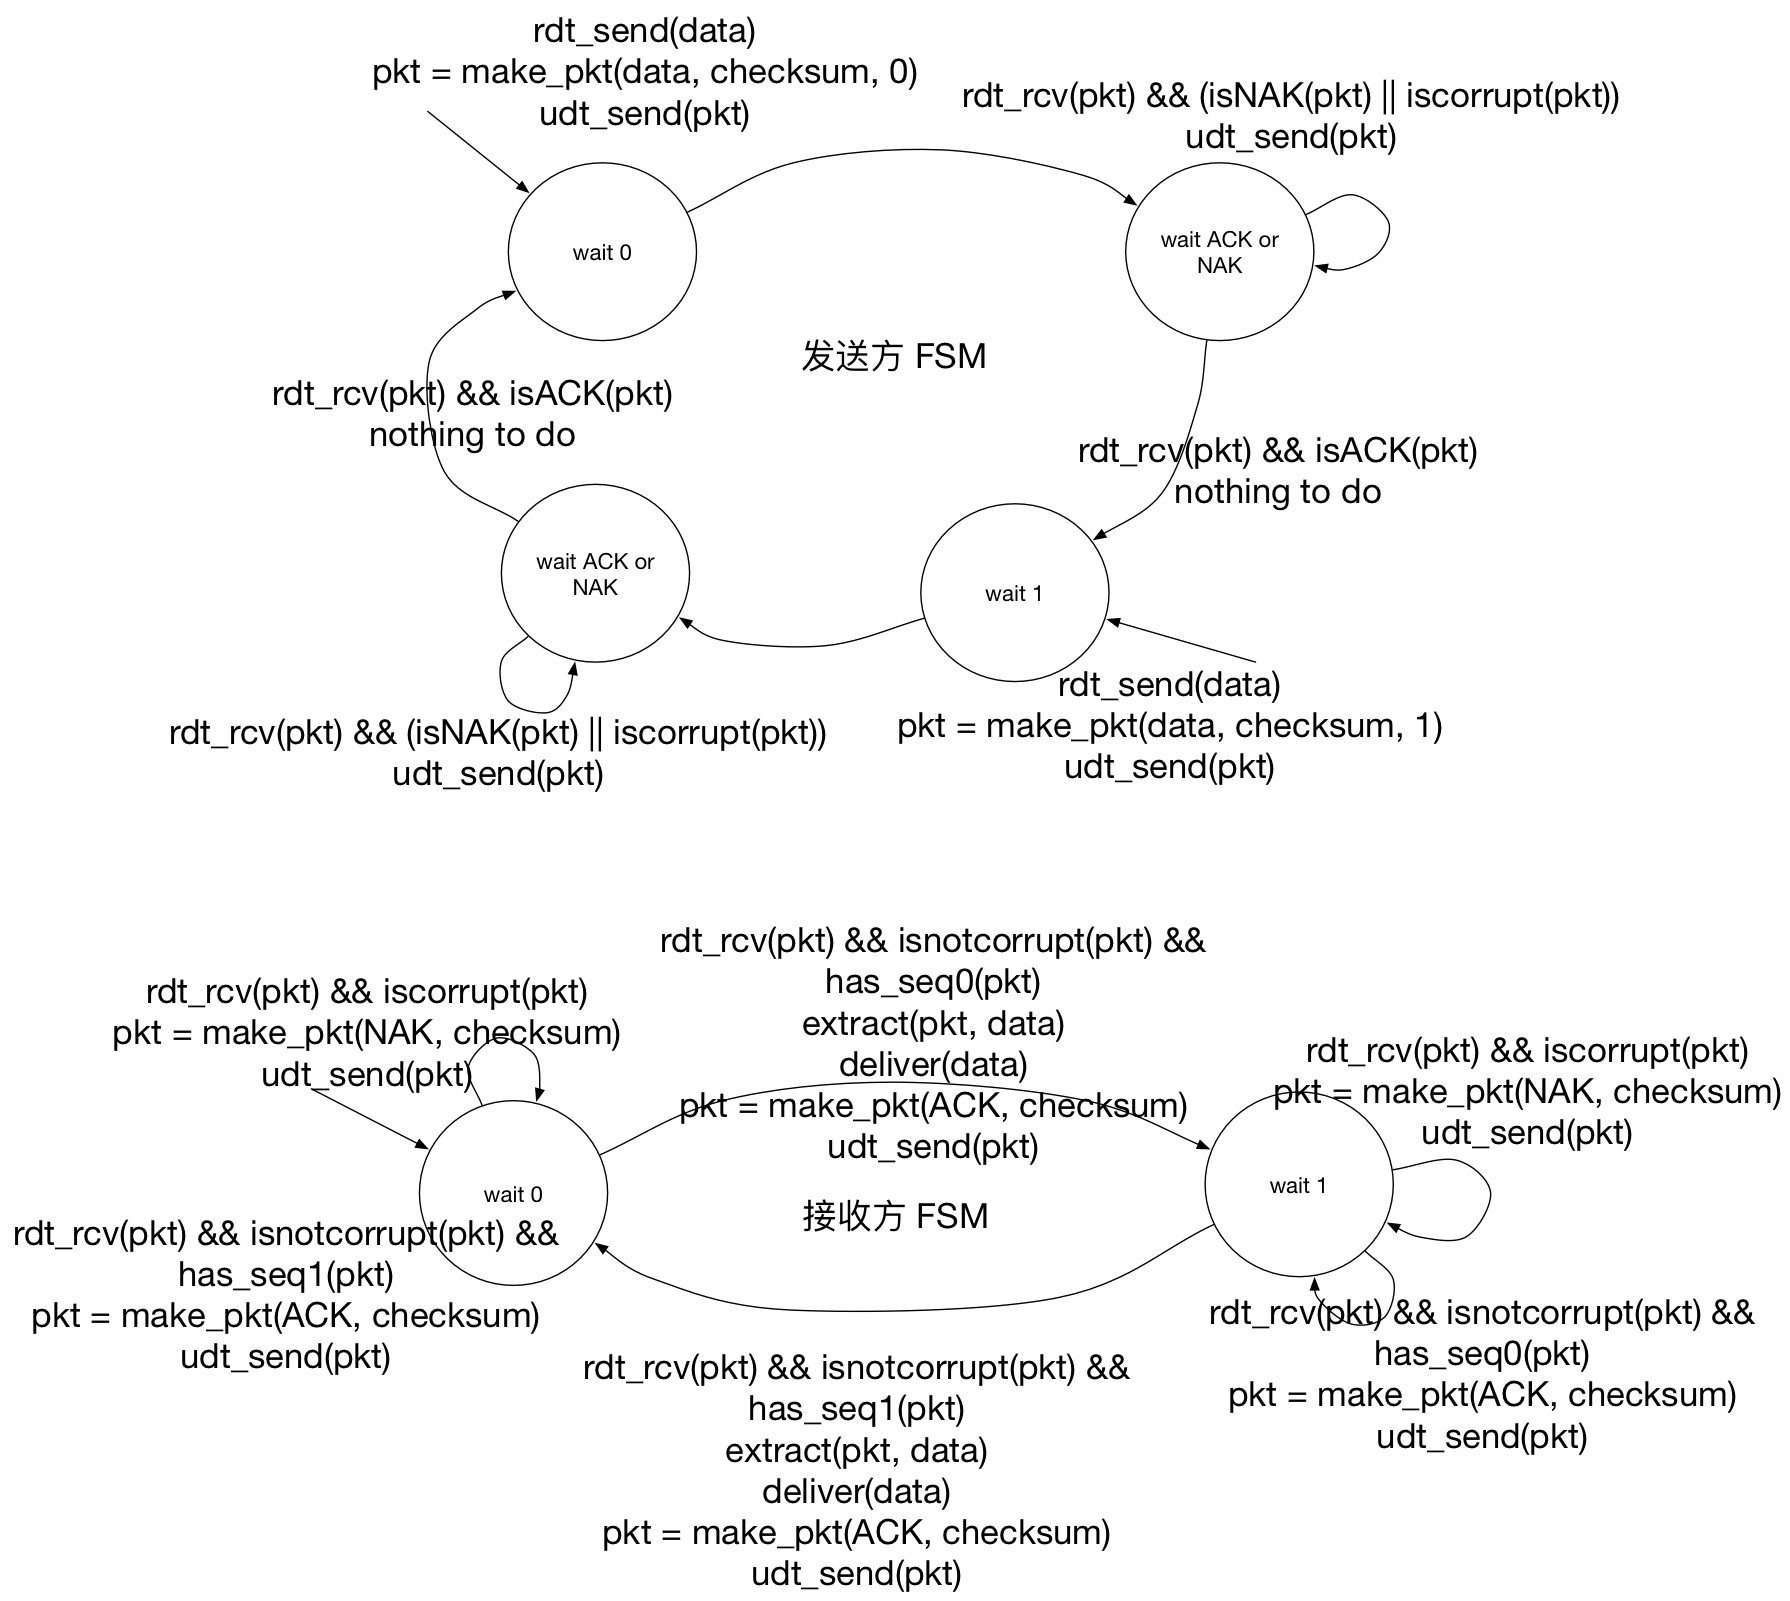 rdt_send(data)
pkt = make_pkt(data, checksum, 0)
udt_send(pkt)
rdt_rcv(pkt) && (isNAK(pkt) || iscorrupt(pkt))
udt_send(pkt)
wait 0
wait ACK or
NAK
发送方 FSM
rdt_rcv(pkt) && isACK(pkt)
nothing to do
rdt_rcv(pkt) && isACK(pkt)
nothing to do
wait ACK or
NAK
wait 1
rdt_send(data)
pkt = make_pkt(data, checksum, 1)
udt_send(pkt)
rdt_rcv(pkt) && (isNAK(pkt) || iscorrupt(pkt))
udt_send(pkt)
rdt_rcv(pkt) && isnotcorrupt(pkt) &&
has_seq0(pkt)
extract(pkt, data)
deliver(data)
pkt = make_pkt(ACK, checksum)
udt_send(pkt)
rdt_rcv(pkt) && iscorrupt(pkt)
pkt = make_pkt(NAK, checksum)
udt_send(pkt)
rdt_rcv(pkt) && iscorrupt(pkt)
pkt = make_pkt(NAK, checksum)
udt_send(pkt)
wait 0
接收方 FSM
wait 1
rdt_rcv(pkt) && isnotcorrupt(pkt) &&
has_seq1(pkt)
pkt = make_pkt(ACK, checksum)
udt_send(pkt)
rdt_rcv(pkt) && isnotcorrupt(pkt) &&
has_seq0(pkt)
pkt = make_pkt(ACK, checksum)
udt_send(pkt)
rdt_rcv(pkt) && isnotcorrupt(pkt) &&
has_seq1(pkt)
extract(pkt, data)
deliver(data)
pkt = make_pkt(ACK, checksum)
udt_send(pkt)